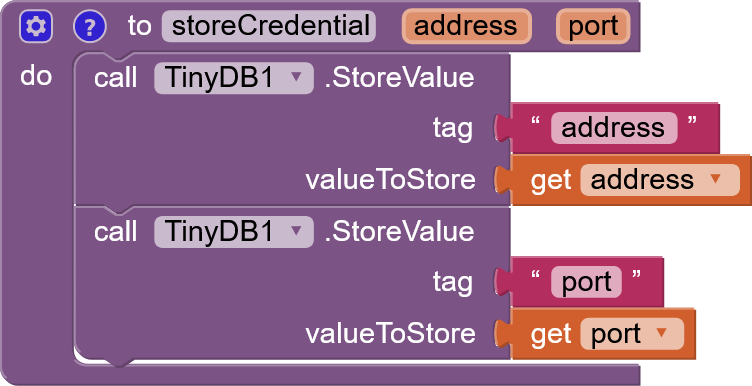 ? to storeCredential address port
do call TinyDB1 .StoreValue
tag “ address ”
valueToStore get address
call TinyDB1 .StoreValue
tag “ port ”
valueToStore get port